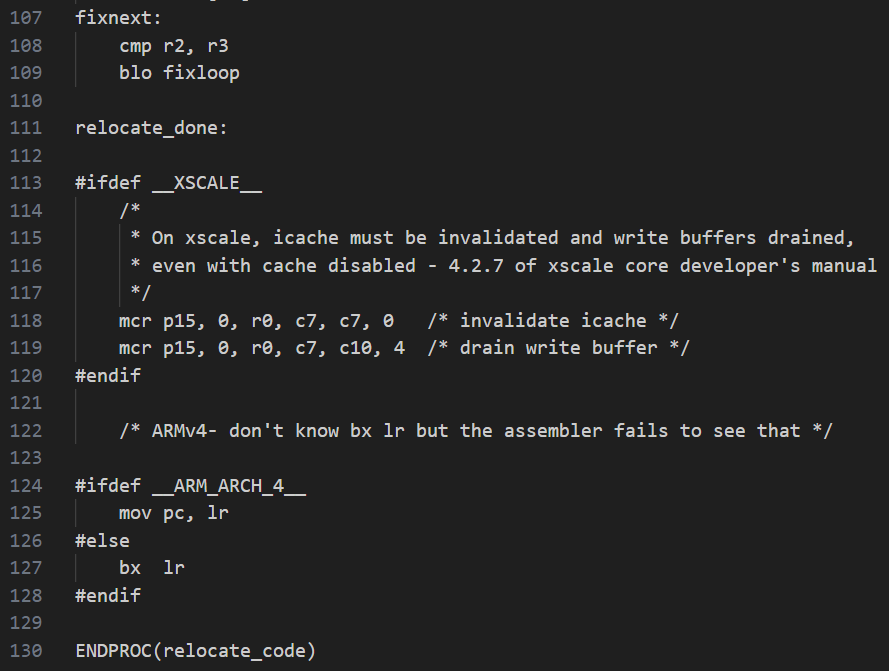 107 fixnext:
108     cmp r2, r3
109     blo fixloop
110
111 relocate_done:
112
113 #ifdef __XSCALE__
114     /*
115      * On xscale, icache must be invalidated and write buffers drained,
116      * even with cache disabled - 4.2.7 of xscale core developer's manual
117      */
118     mcr p15, 0, r0, c7, c7, 0   /* invalidate icache */
119     mcr p15, 0, r0, c7, c10, 4  /* drain write buffer */
120 #endif
121
122     /* ARMv4- don't know bx lr but the assembler fails to see that */
123
124 #ifdef __ARM_ARCH_4__
125     mov pc, lr
126 #else
127     bx  lr
128 #endif
129
130 ENDPROC(relocate_code)